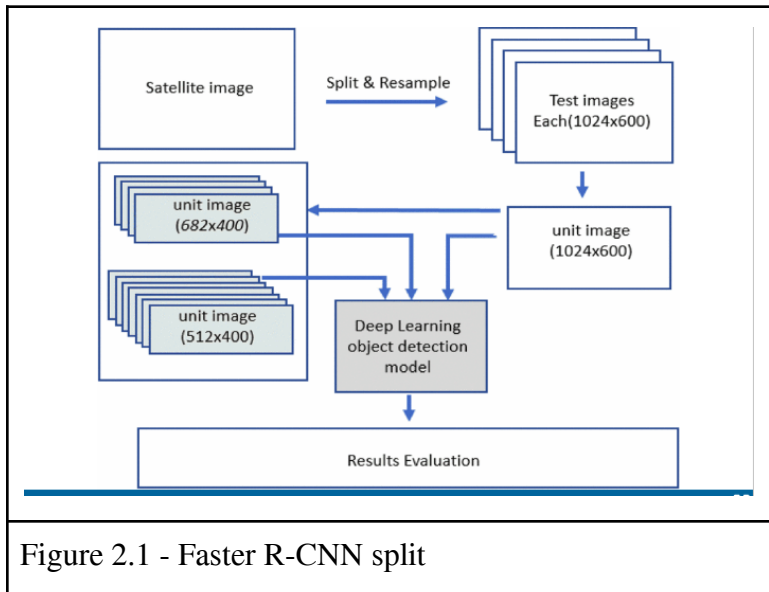 Satellite image
Split & Resample
Test images
Each(1024x600)
unit image
(682x400)
unit image
(1024x600)
unit image
(512x400)
Deep Learning
object detection
model
Results Evaluation
Figure 2.1 - Faster R-CNN split